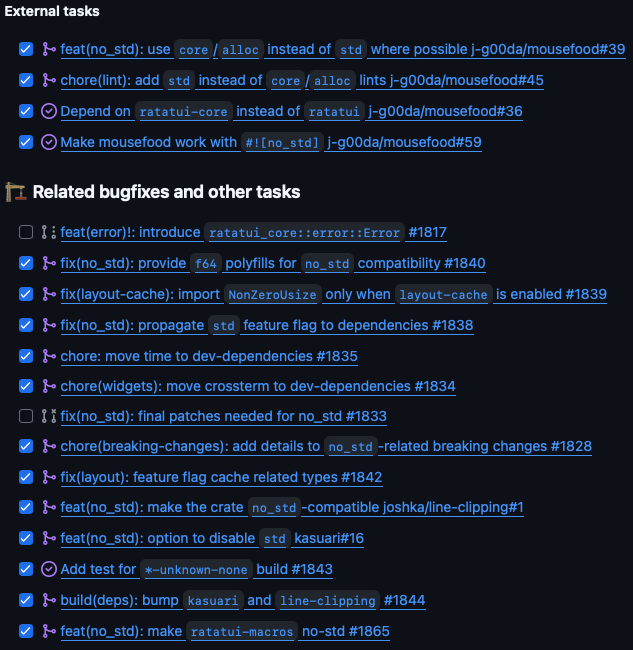 External tasks
feat(no_std): use core/alloc instead of std where possible j-g00da/mousefood#39
chore(lint): add std instead of core/alloc lints j-g00da/mousefood#45
Depend on ratatui-core instead of ratatui j-g00da/mousefood#36
Make mousefood work with #![no_std] j-g00da/mousefood#59
🏗️ Related bugfixes and other tasks
feat(error)!: introduce ratatui_core::error::Error #1817
fix(no_std): provide f64 polyfills for no_std compatibility #1840
fix(layout-cache): import NonZeroUsize only when layout-cache is enabled #1839
fix(no_std): propagate std feature flag to dependencies #1838
chore: move time to dev-dependencies #1835
chore(widgets): move crossterm to dev-dependencies #1834
fix(no_std): final patches needed for no_std #1833
chore(breaking-changes): add details to no_std-related breaking changes #1828
fix(layout): feature flag cache related types #1842
feat(no_std): make the crate no_std-compatible joshka/line-clipping#1
feat(no_std): option to disable std kasuari#16
Add test for *-unknown-none build #1843
build(deps): bump kasuari and line-clipping #1844
feat(no_std): make ratatui-macros no-std #1865